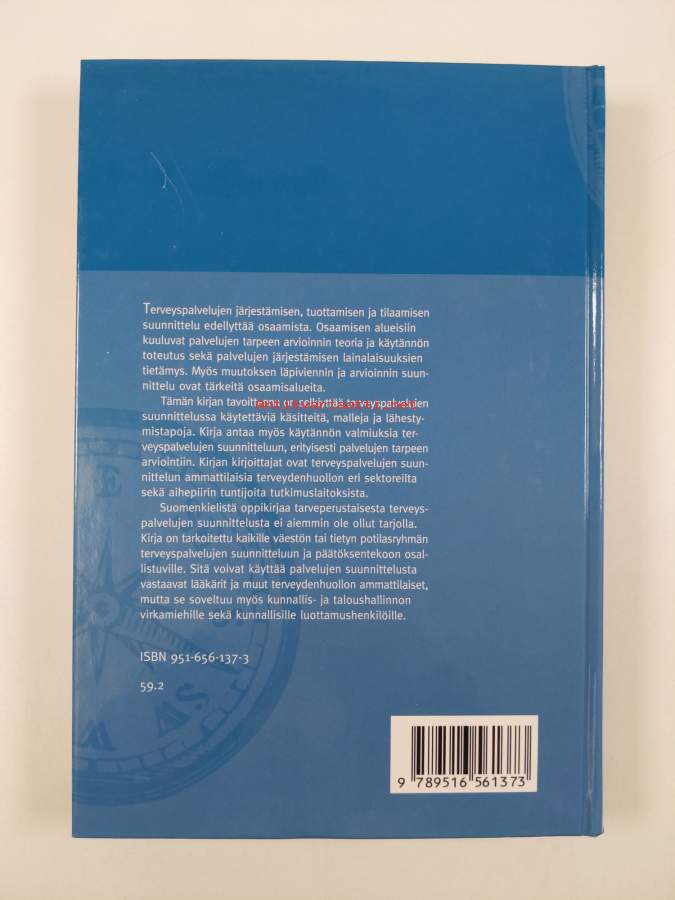 Terveyspalvelujen järjestämisen, tuottamisen ja tilaamisen
suunnittelu edellyttää osaamista. Osaamisen alueisiin
kuuluvat palvelujen tarpeen arvioinnin teoria ja käytännön
toteutus sekä palvelujen järjestämisen lainalaisuuksien
tietämys. Myös muutoksen läpiviennin ja arvioinnin suun-
nittelu ovat tärkeitä osaamisalueita.
Tämän kirjan tavoitteena on selkiyttää terveyspalvelujen
suunnittelussa käytettäviä käsitteitä, malleja ja lähesty-
mistapoja. Kirja antaa myös käytännön valmiuksia ter-
veyspalvelujen suunnitteluun, erityisesti palvelujen tarpeen
arviointiin. Kirjan kirjoittajat ovat terveyspalvelujen suun-
nittelun ammattilaisia terveydenhuollon eri sektoreilta
sekä aihepiirin tuntijoita tutkimuslaitoksista.
Suomenkielistä oppikirjaa tarveperustaisesta terveys-
palvelujen suunnittelusta ei aiemmin ole ollut tarjolla.
Kirja on tarkoitettu kaikille väestön tai tietyn potilasryhmän
terveyspalvelujen suunnitteluun ja päätöksentekoon osal-
listuville. Sitä voivat käyttää palvelujen suunnittelusta
vastaavat lääkärit ja muut terveydenhuollon ammattilaiset,
mutta se soveltuu myös kunnallis- ja taloushallinnon
virkamiehille sekä kunnallisille luottamushenkilöille.
ISBN 951-656-137-3
59.2
9 789516 561373
E
SW
W